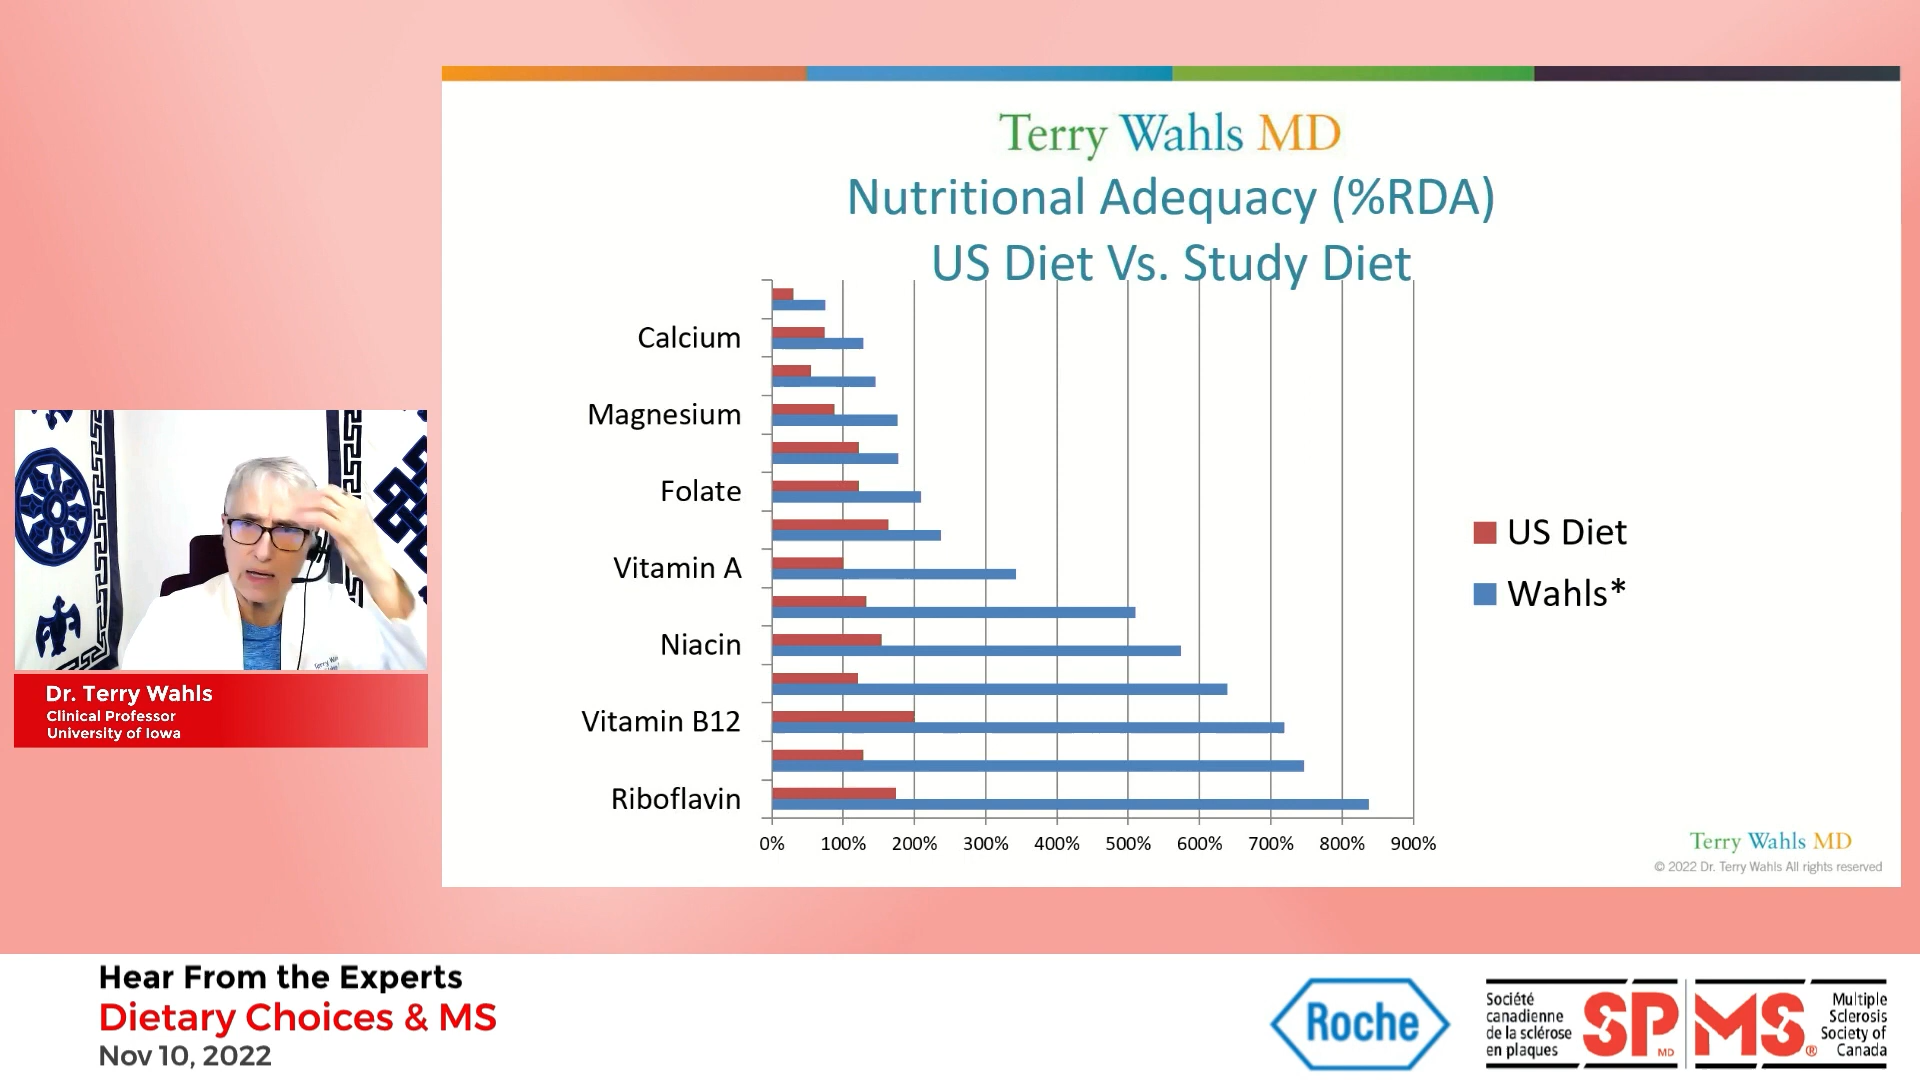 Terry Wahls MD
Nutritional Adequacy (%RDA)
US Diet Vs. Study Diet
Calcium
Magnesium
Folate
Vitamin A
Niacin
Vitamin B12
Riboflavin
0% 100% 200% 300% 400% 500% 600% 700% 800% 900%
US Diet
Wahls*
Terry Wahls MD
© 2022 Dr. Terry Wahls All rights reserved
Dr. Terry Wahls
Clinical Professor
University of Iowa
Hear From the Experts
Dietary Choices & MS
Nov 10, 2022
Roche
Société
canadienne
de la sclérose
en plaques
SP
MD
MS
®
Multiple
Sclerosis
Society of
Canada